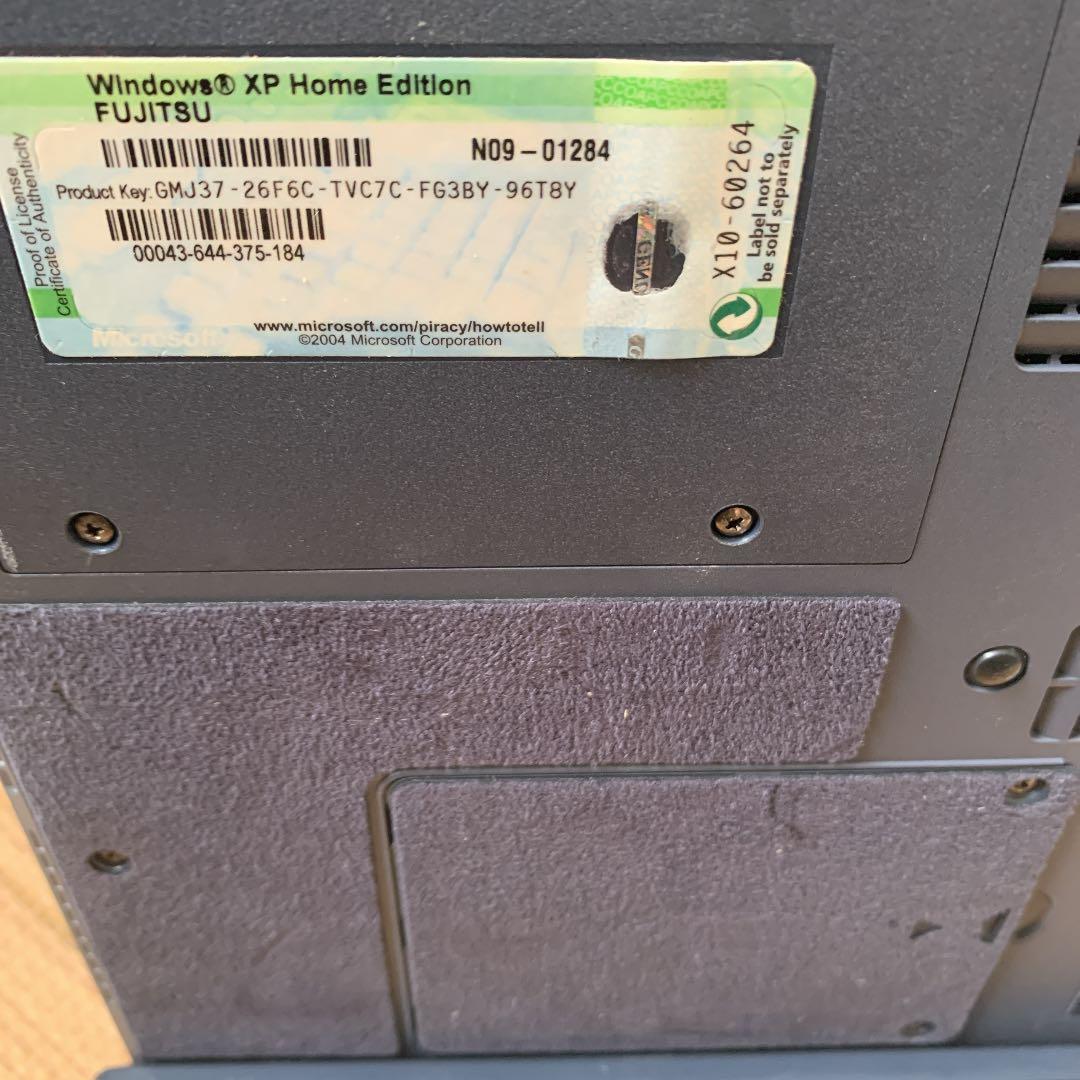 Windows® XP Home Edition
FUJITSU
N09-01284
Product Key: GMJ37-26F6C-TVC7C-FG3BY-96T8Y
00043-644-375-184
www.microsoft.com/piracy/howtotell
©2004 Microsoft Corporation
Microsoft
Proof of License
Certificate of Authenticity
X10-60264
Label not to
be sold separately